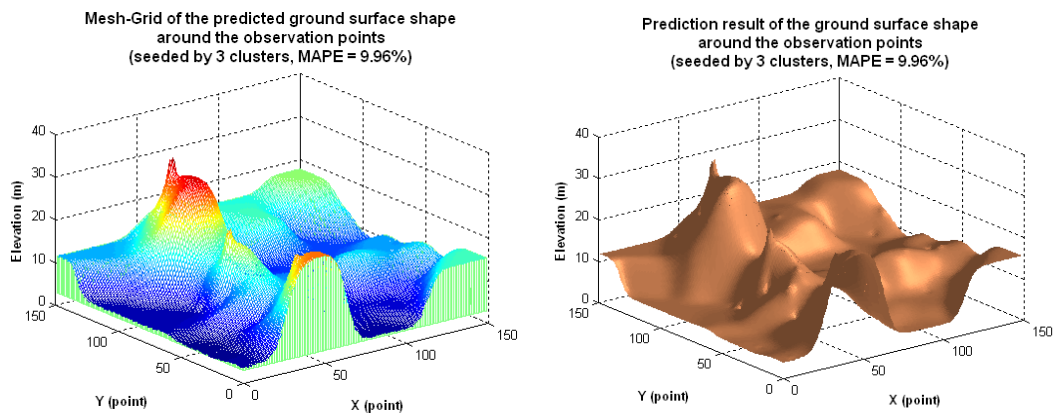 Mesh-Grid of the predicted ground surface shape
around the observation points
(seeded by 3 clusters, MAPE = 9.96%)
40
30
20
10
0
Elevation (m)
150
100
50
0
Y (point)
0
50
100
150
X (point)
Prediction result of the ground surface shape
around the observation points
(seeded by 3 clusters, MAPE = 9.96%)
40
30
20
10
0
Elevation (m)
150
100
50
0
Y (point)
0
50
100
150
X (point)